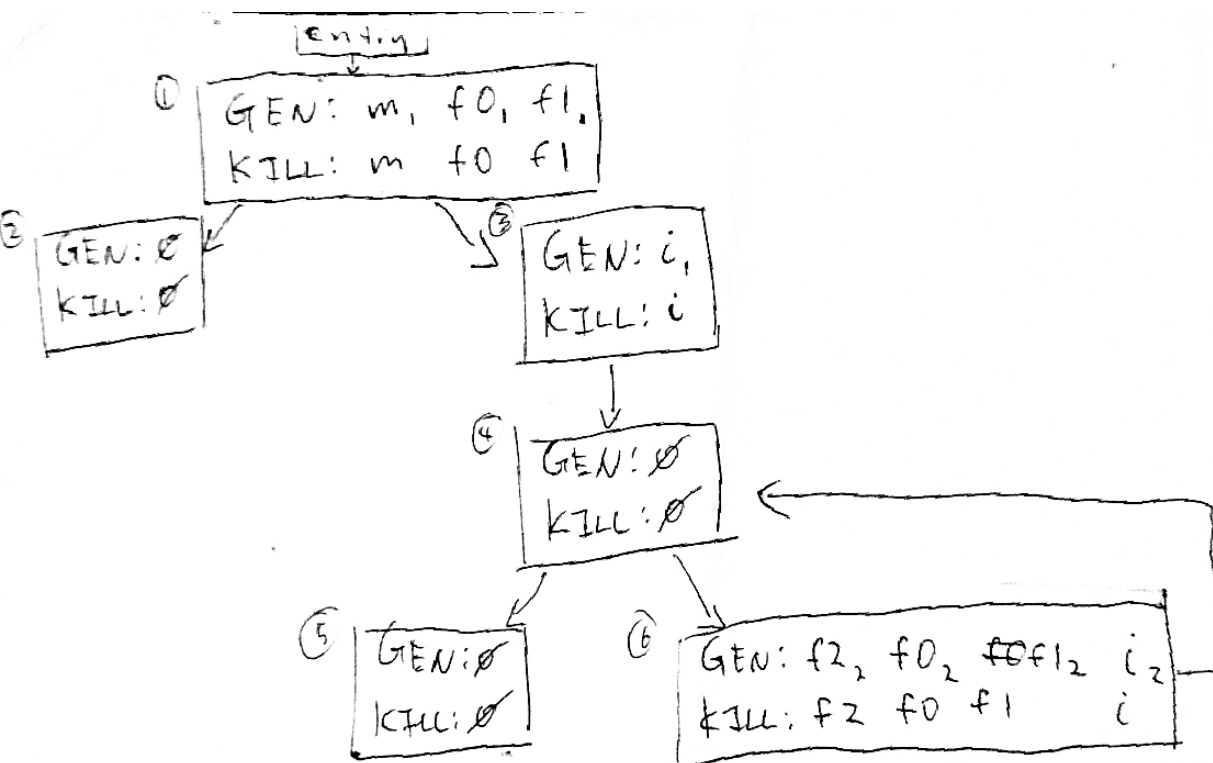 entry
①
GEN: m, f0, f1,
KILL: m f0 f1
②
GEN: ∅
KILL: ∅
③
GEN: i,
KILL: i
④
GEN: ∅
KILL: ∅
⑤
GEN: ∅
KILL: ∅
⑥
GEN: f2₂ f0₂ f̶0̶ f1₂ i₂
KILL: f2 f0 f1 i